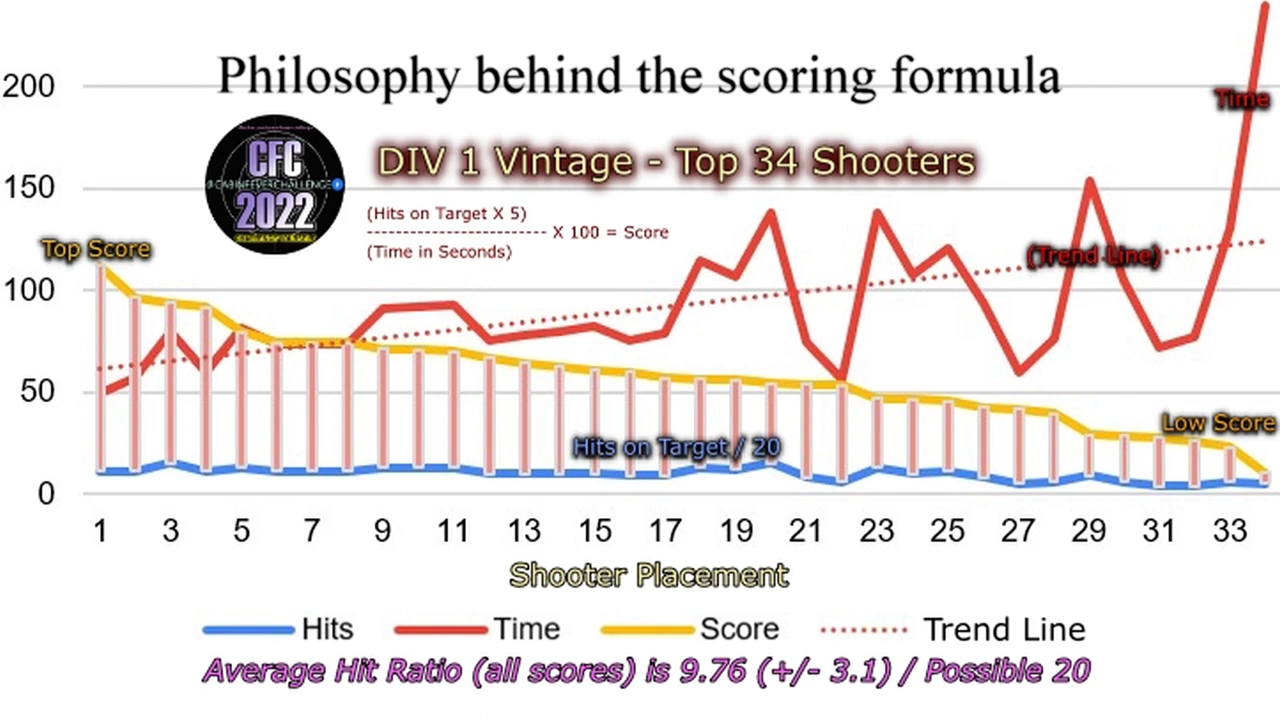 Philosophy behind the scoring formula
CFC
@CABINFEVERCHALLENGE
2022
DIV 1 Vintage - Top 34 Shooters
(Hits on Target X 5)
----------------------- X 100 = Score
(Time in Seconds)
200
150
100
50
0
Top Score
Time
(Trend Line)
Low Score
Hits on Target / 20
1 3 5 7 9 11 13 15 17 19 21 23 25 27 29 31 33
Shooter Placement
Hits Time Score Trend Line
Average Hit Ratio (all scores) is 9.76 (+/- 3.1) / Possible 20